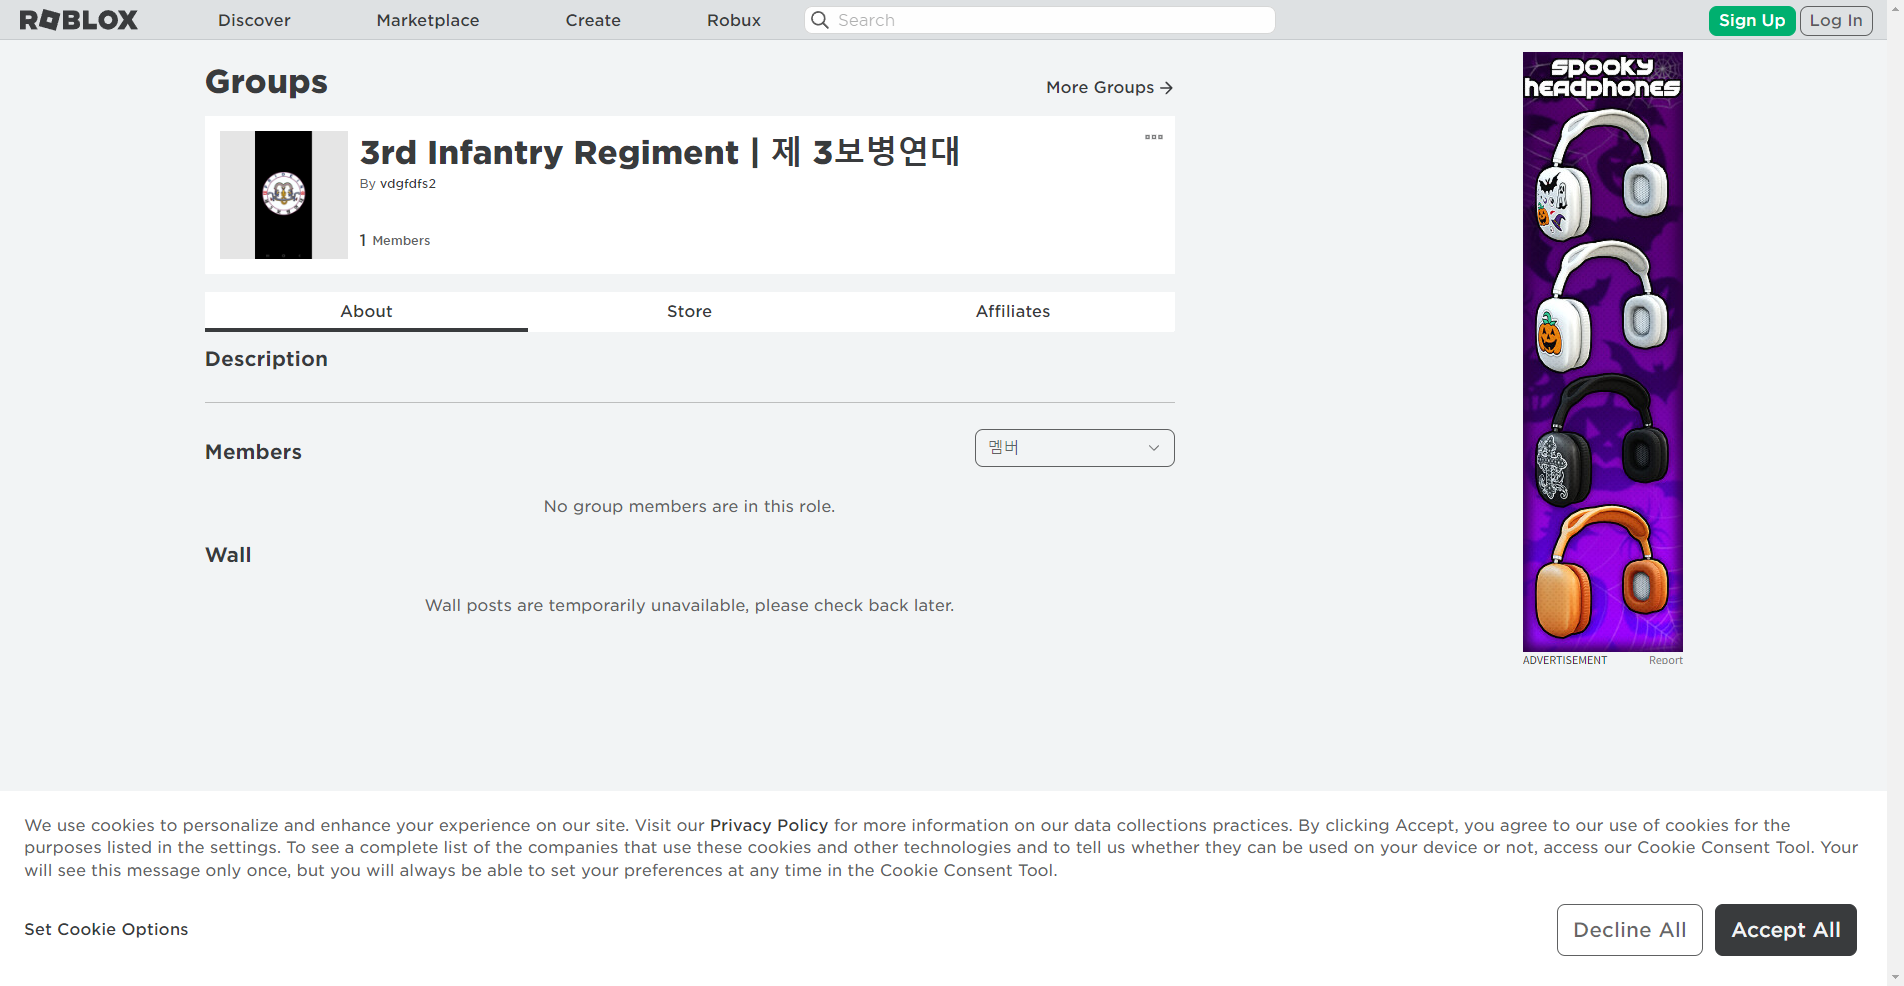 ROBLOX
Discover
Marketplace
Create
Robux
Search
Sign Up
Log In
Groups
More Groups
3rd Infantry Regiment | 제 3보병연대
By vdgfdfs2
1 Members
About
Store
Affiliates
Description
Members
멤버
No group members are in this role.
Wall
Wall posts are temporarily unavailable, please check back later.
spooky
headphones
ADVERTISEMENT
Report
We use cookies to personalize and enhance your experience on our site. Visit our Privacy Policy for more information on our data collections practices. By clicking Accept, you agree to our use of cookies for the
purposes listed in the settings. To see a complete list of the companies that use these cookies and other technologies and to tell us whether they can be used on your device or not, access our Cookie Consent Tool. Your
will see this message only once, but you will always be able to set your preferences at any time in the Cookie Consent Tool.
Set Cookie Options
Decline All
Accept All